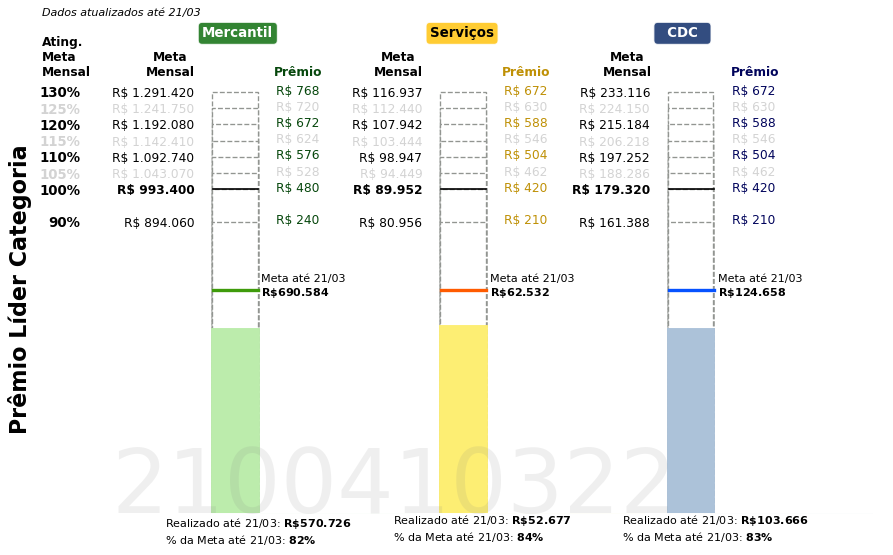 Dados atualizados até 21/03
Mercantil Serviços CDC
Ating.
Meta Meta Meta Meta
Mensal Mensal Prêmio Mensal Prêmio Mensal Prêmio
130% R$ 1.291.420 R$ 768 R$ 116.937 R$ 672 R$ 233.116 R$ 672
125% R$ 1.241.750 R$ 720 R$ 112.440 R$ 630 R$ 224.150 R$ 630
120% R$ 1.192.080 R$ 672 R$ 107.942 R$ 588 R$ 215.184 R$ 588
115% R$ 1.142.410 R$ 624 R$ 103.444 R$ 546 R$ 206.218 R$ 546
110% R$ 1.092.740 R$ 576 R$ 98.947 R$ 504 R$ 197.252 R$ 504
105% R$ 1.043.070 R$ 528 R$ 94.449 R$ 462 R$ 188.286 R$ 462
100% R$ 993.400 R$ 480 R$ 89.952 R$ 420 R$ 179.320 R$ 420
90% R$ 894.060 R$ 240 R$ 80.956 R$ 210 R$ 161.388 R$ 210
Meta até 21/03 Meta até 21/03 Meta até 21/03
R$690.584 R$62.532 R$124.658
Prêmio Líder Categoria
2100410322
Realizado até 21/03: R$570.726 Realizado até 21/03: R$52.677 Realizado até 21/03: R$103.666
% da Meta até 21/03: 82% % da Meta até 21/03: 84% % da Meta até 21/03: 83%